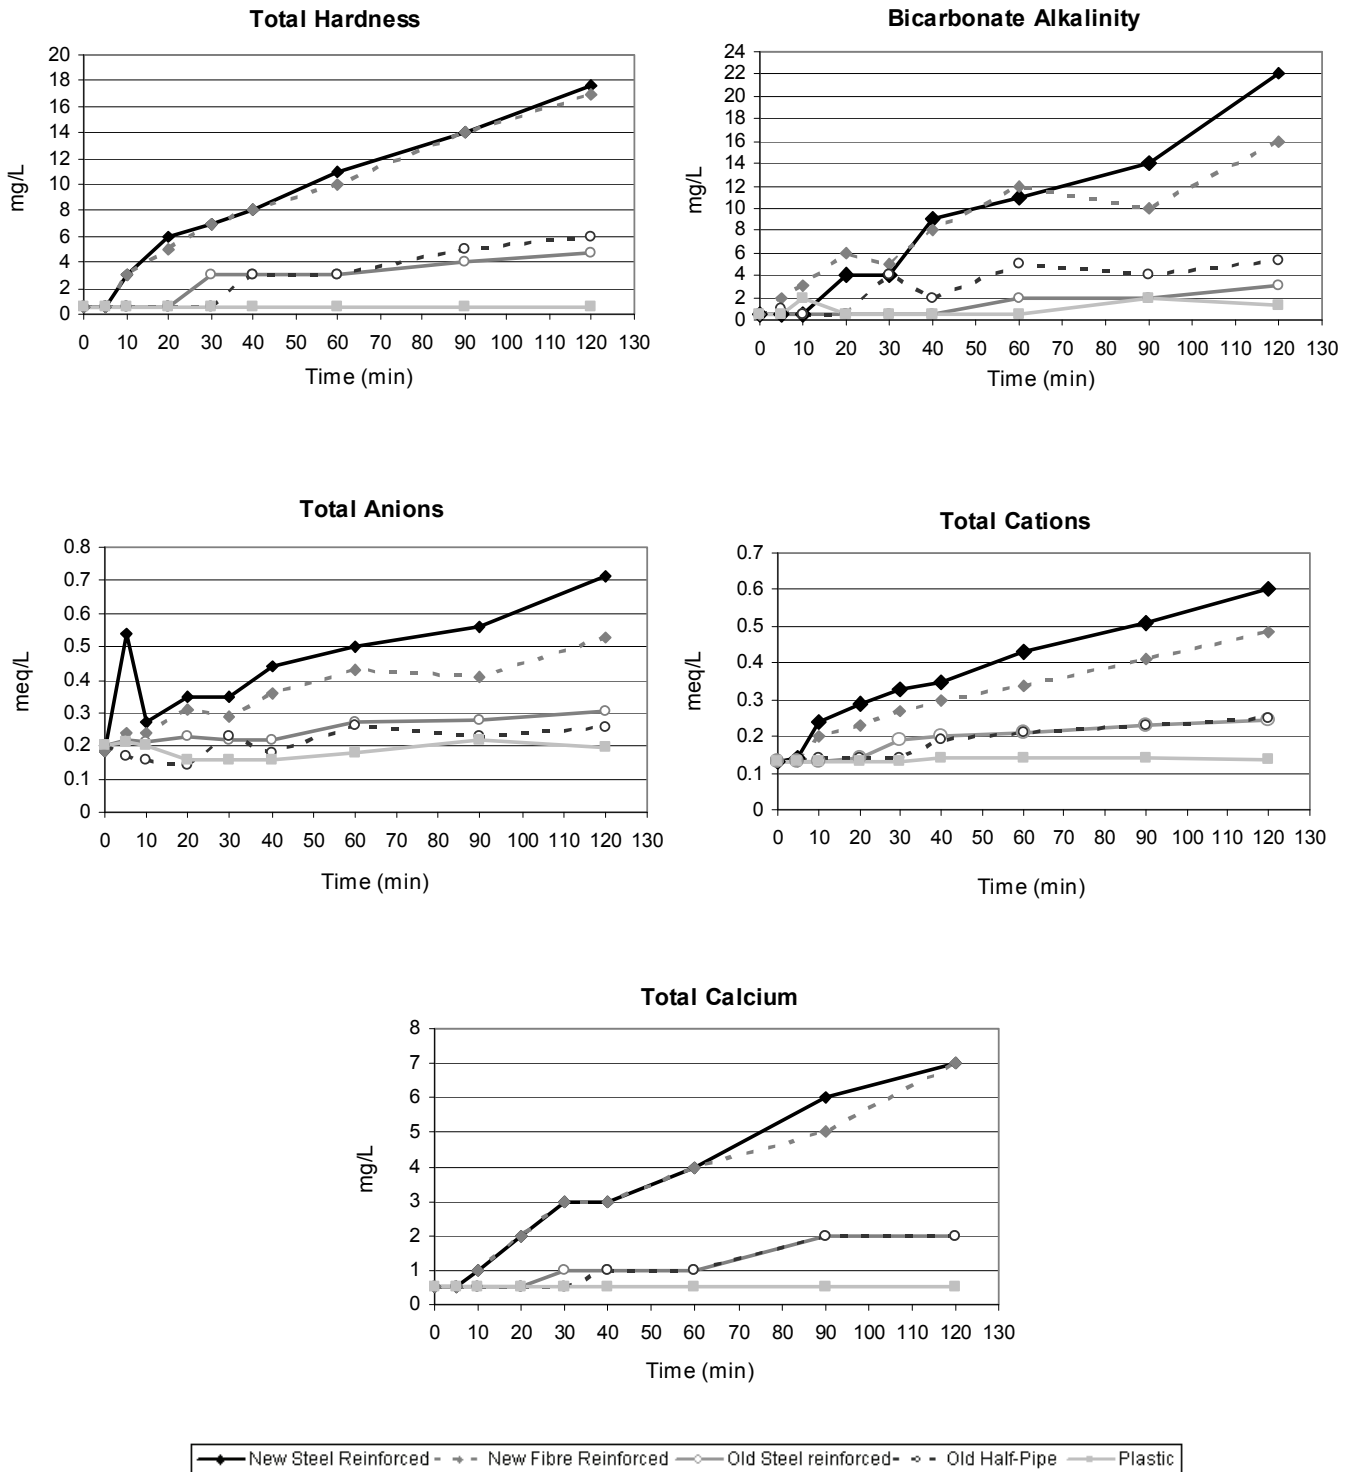 Total Hardness
20
18
16
14
12
10
8
6
4
2
0
mg/L
0 10 20 30 40 50 60 70 80 90 100 110 120 130
Time (min)
Bicarbonate Alkalinity
24
22
20
18
16
14
12
10
8
6
4
2
0
mg/L
0 10 20 30 40 50 60 70 80 90 100 110 120 130
Time (min)
Total Anions
0.8
0.7
0.6
0.5
0.4
0.3
0.2
0.1
0
meq/L
0 10 20 30 40 50 60 70 80 90 100 110 120 130
Time (min)
Total Cations
0.7
0.6
0.5
0.4
0.3
0.2
0.1
0
meq/L
0 10 20 30 40 50 60 70 80 90 100 110 120 130
Time (min)
Total Calcium
8
7
6
5
4
3
2
1
0
mg/L
0 10 20 30 40 50 60 70 80 90 100 110 120 130
Time (min)
New Steel Reinforced New Fibre Reinforced Old Steel reinforced Old Half-Pipe Plastic